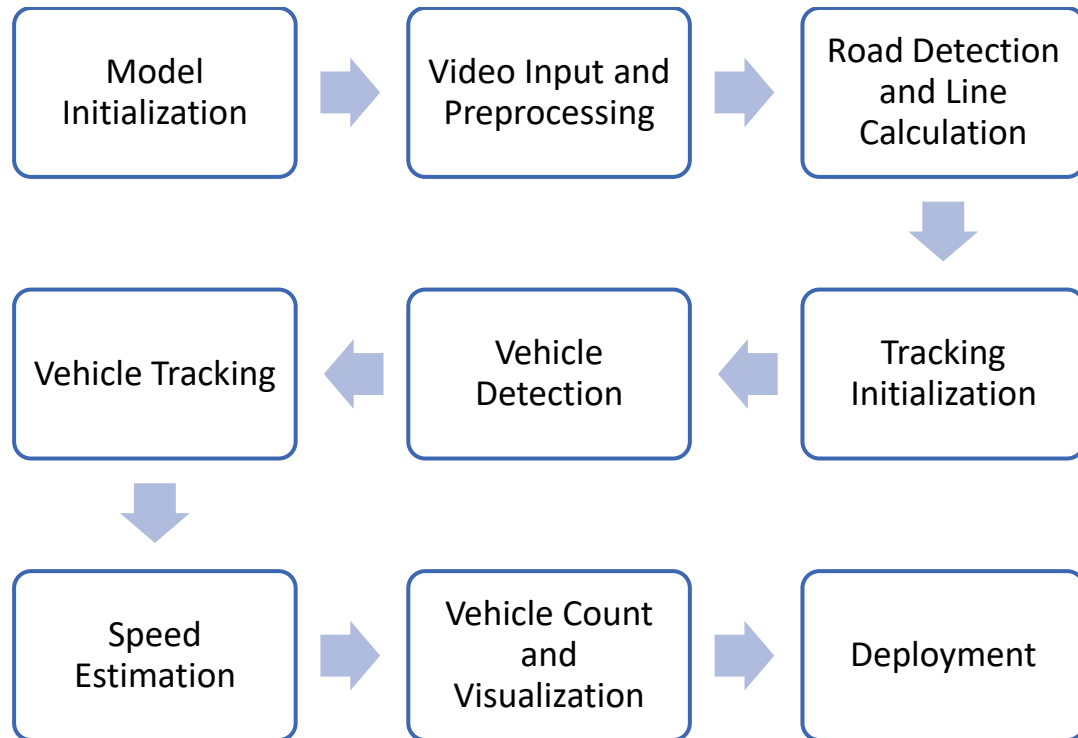 Model
Initialization
Video Input and
Preprocessing
Road Detection
and Line
Calculation
Tracking
Initialization
Vehicle
Detection
Vehicle Tracking
Speed
Estimation
Vehicle Count
and
Visualization
Deployment